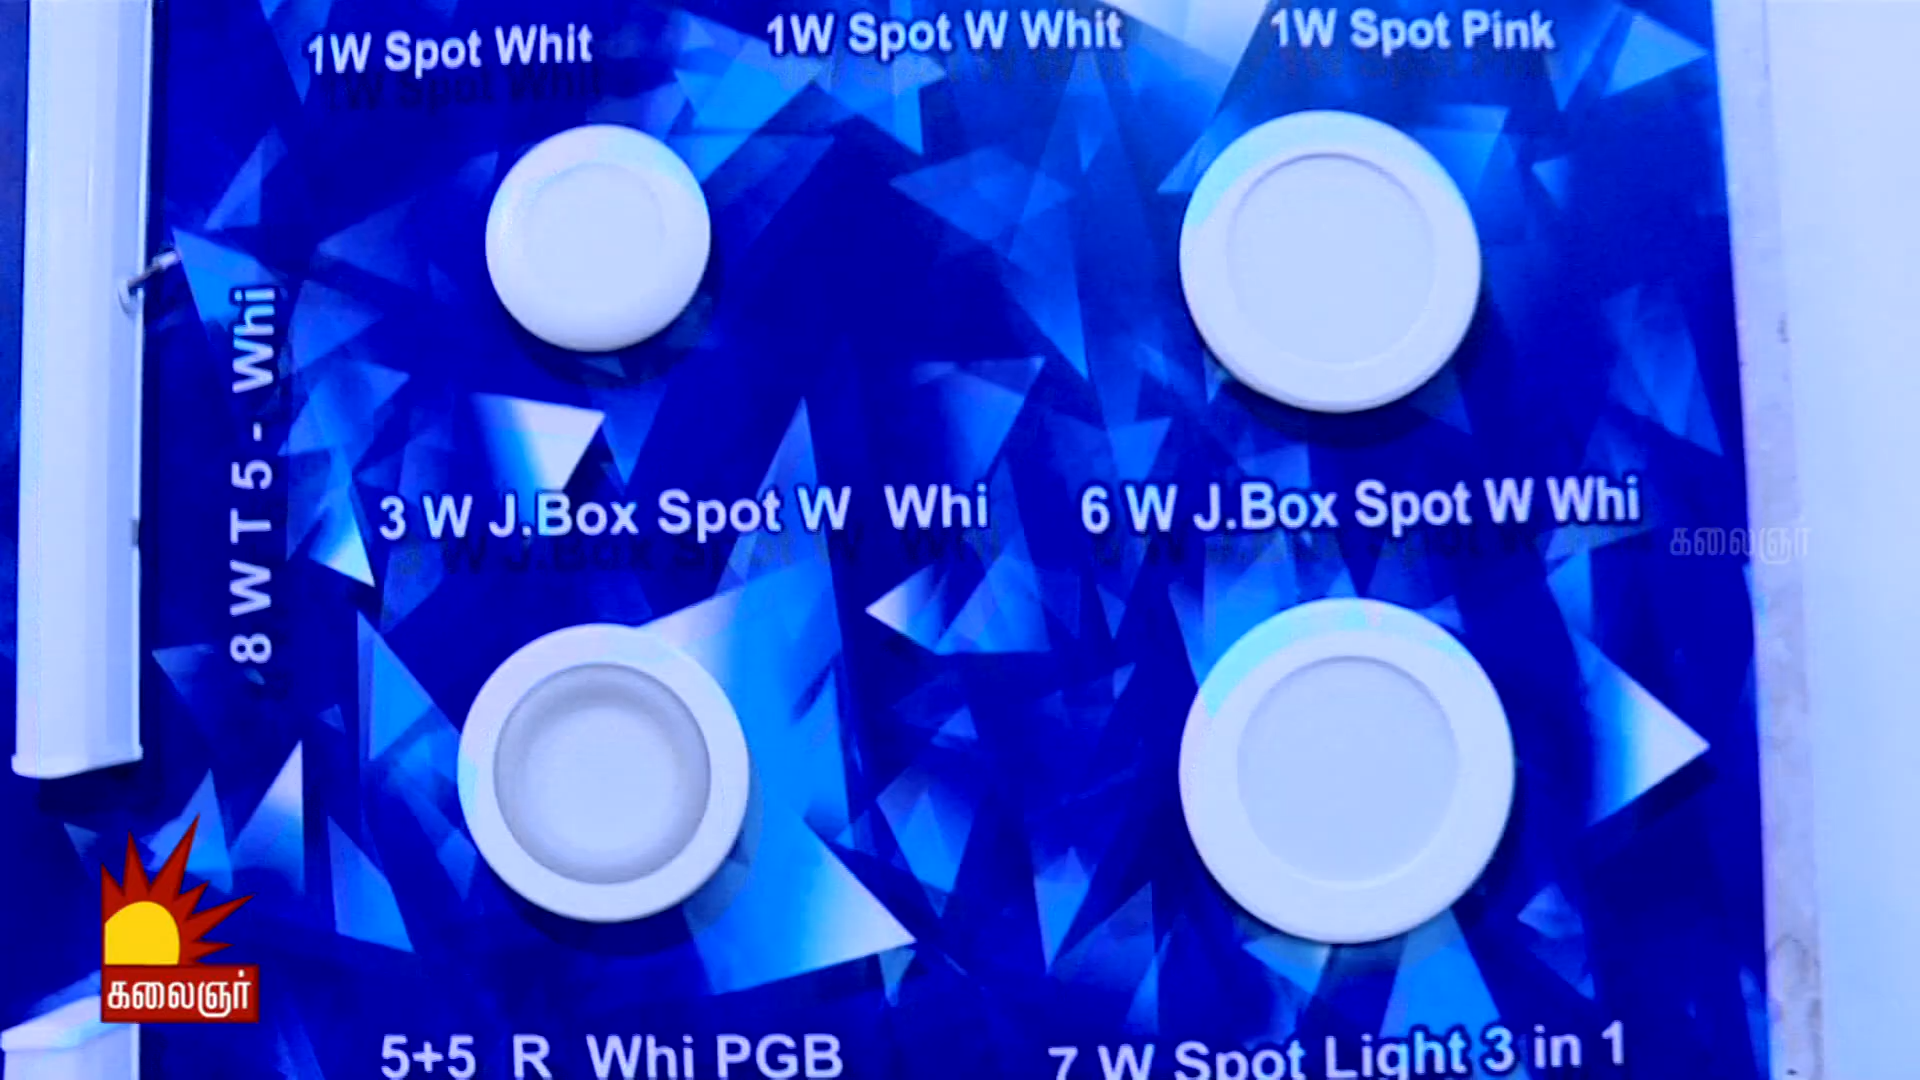 1W Spot Whit
1W Spot W Whit
1W Spot Pink
8 W T 5 - Whi
3 W J.Box Spot W Whi
6 W J.Box Spot W Whi
கலைஞர்
கலைஞர்
5+5 R Whi PGB
7 W Spot Light 3 in 1